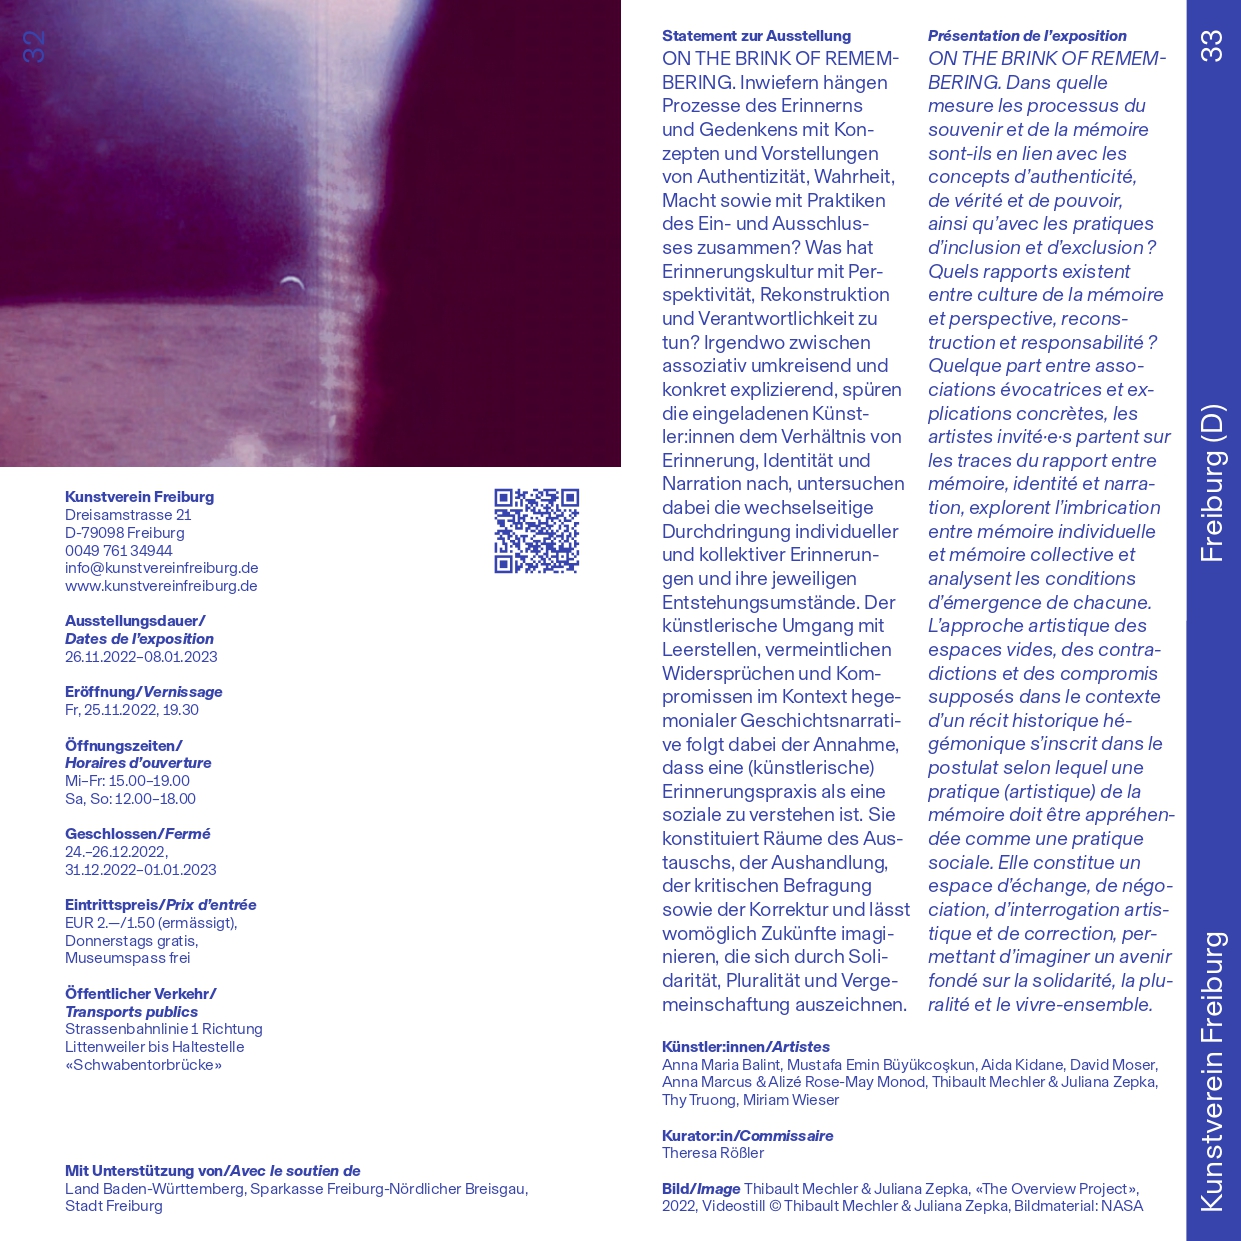 32
Kunstverein Freiburg
Dreisamstrasse 21
D-79098 Freiburg
0049 761 34944
info@kunstvereinfreiburg.de
www.kunstvereinfreiburg.de
Ausstellungsdauer/
Dates de l'exposition
26.11.2022–08.01.2023
Eröffnung/Vernissage
Fr, 25.11.2022, 19.30
Öffnungszeiten/
Horaires d'ouverture
Mi–Fr: 15.00–19.00
Sa, So: 12.00–18.00
Geschlossen/Fermé
24.–26.12.2022,
31.12.2022–01.01.2023
Eintrittspreis/Prix d'entrée
EUR 2.—/1.50 (ermässigt),
Donnerstags gratis,
Museumspass frei
Öffentlicher Verkehr/
Transports publics
Strassenbahnlinie 1 Richtung
Littenweiler bis Haltestelle
«Schwabentorbrücke»
Mit Unterstützung von/Avec le soutien de
Land Baden-Württemberg, Sparkasse Freiburg-Nördlicher Breisgau,
Stadt Freiburg
Statement zur Ausstellung
ON THE BRINK OF REMEM-
BERING. Inwiefern hängen
Prozesse des Erinnerns
und Gedenkens mit Kon-
zepten und Vorstellungen
von Authentizität, Wahrheit,
Macht sowie mit Praktiken
des Ein- und Ausschlus-
ses zusammen? Was hat
Erinnerungskultur mit Per-
spektivität, Rekonstruktion
und Verantwortlichkeit zu
tun? Irgendwo zwischen
assoziativ umkreisend und
konkret explizierend, spüren
die eingeladenen Künst-
ler:innen dem Verhältnis von
Erinnerung, Identität und
Narration nach, untersuchen
dabei die wechselseitige
Durchdringung individueller
und kollektiver Erinnerun-
gen und ihre jeweiligen
Entstehungsumstände. Der
künstlerische Umgang mit
Leerstellen, vermeintlichen
Widersprüchen und Kom-
promissen im Kontext hege-
monialer Geschichtsnarrati-
ve folgt dabei der Annahme,
dass eine (künstlerische)
Erinnerungspraxis als eine
soziale zu verstehen ist. Sie
konstituiert Räume des Aus-
tauschs, der Aushandlung,
der kritischen Befragung
sowie der Korrektur und lässt
womöglich Zukünfte imagi-
nieren, die sich durch Soli-
darität, Pluralität und Verge-
meinschaftung auszeichnen.
Présentation de l'exposition
ON THE BRINK OF REMEM-
BERING. Dans quelle
mesure les processus du
souvenir et de la mémoire
sont-ils en lien avec les
concepts d'authenticité,
de vérité et de pouvoir,
ainsi qu'avec les pratiques
d'inclusion et d'exclusion ?
Quels rapports existent
entre culture de la mémoire
et perspective, recons-
truction et responsabilité ?
Quelque part entre asso-
ciations évocatrices et ex-
plications concrètes, les
artistes invité·e·s partent sur
les traces du rapport entre
mémoire, identité et narra-
tion, explorent l'imbrication
entre mémoire individuelle
et mémoire collective et
analysent les conditions
d'émergence de chacune.
L'approche artistique des
espaces vides, des contra-
dictions et des compromis
supposés dans le contexte
d'un récit historique hé-
gémonique s'inscrit dans le
postulat selon lequel une
pratique (artistique) de la
mémoire doit être appréhen-
dée comme une pratique
sociale. Elle constitue un
espace d'échange, de négo-
ciation, d'interrogation artis-
tique et de correction, per-
mettant d'imaginer un avenir
fondé sur la solidarité, la plu-
ralité et le vivre-ensemble.
Künstler:innen/Artistes
Anna Maria Balint, Mustafa Emin Büyükcoşkun, Aida Kidane, David Moser,
Anna Marcus & Alizé Rose-May Monod, Thibault Mechler & Juliana Zepka,
Thy Truong, Miriam Wieser
Kurator:in/Commissaire
Theresa Rößler
Bild/Image Thibault Mechler & Juliana Zepka, «The Overview Project»,
2022, Videostill © Thibault Mechler & Juliana Zepka, Bildmaterial: NASA
33
Freiburg (D)
Kunstverein Freiburg